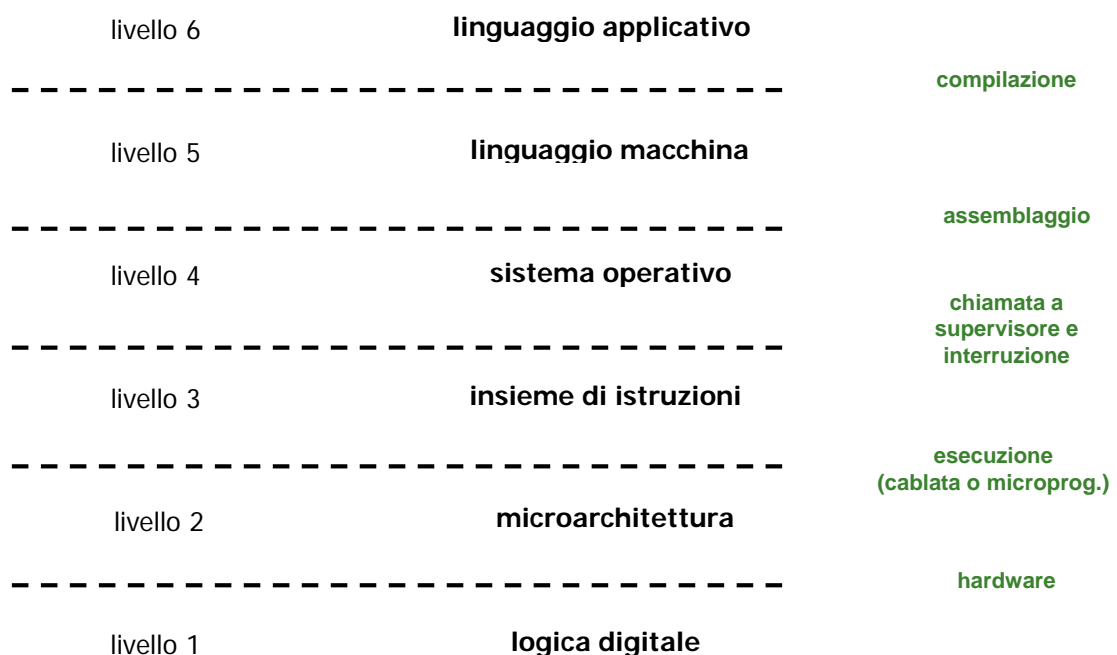 livello 6 linguaggio applicativo
compilazione
livello 5 linguaggio macchina
assemblaggio
livello 4 sistema operativo
chiamata a
supervisore e
interruzione
livello 3 insieme di istruzioni
esecuzione
(cablata o microprog.)
livello 2 microarchitettura
hardware
livello 1 logica digitale